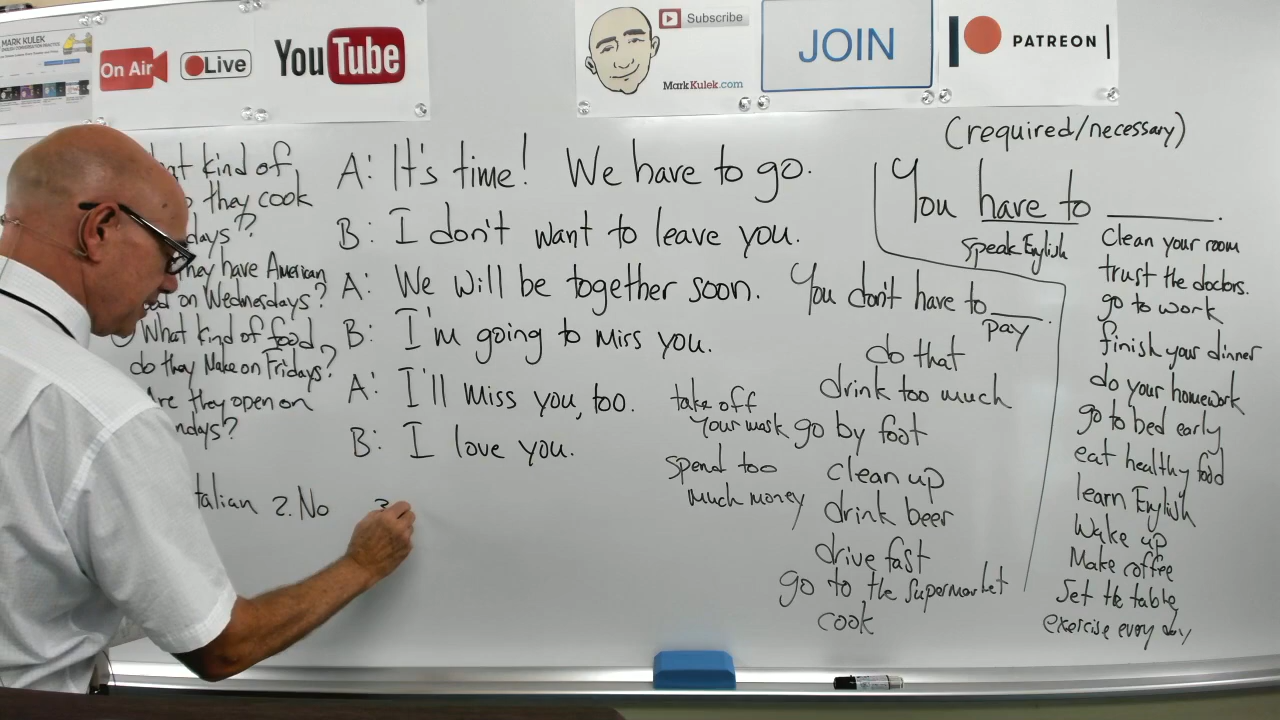 MARK KULEK
On Air
Live
YouTube
Subscribe
MarkKulek.com
JOIN
PATREON
kind of
they cook
days?
they have American
on Wednesdays?
What kind of food
do they Make on Fridays?
they open on
ndays?
talian 2. No 3
A: It's time! We have to go.
B: I don't want to leave you.
A: We will be together soon.
B: I'm going to miss you.
A: I'll miss you, too.
B: I love you.
(required/necessary)
You have to ______.
speak English
Clean your room
trust the doctors.
go to work
finish your dinner
do your homework
go to bed early
eat healthy food
learn English
Wake up
Make coffee
Set the table
exercise every day
You don't have to ____.
pay
do that
drink too much
go by foot
clean up
drink beer
drive fast
go to the supermarket
cook
take off
your mask
spend too
much money